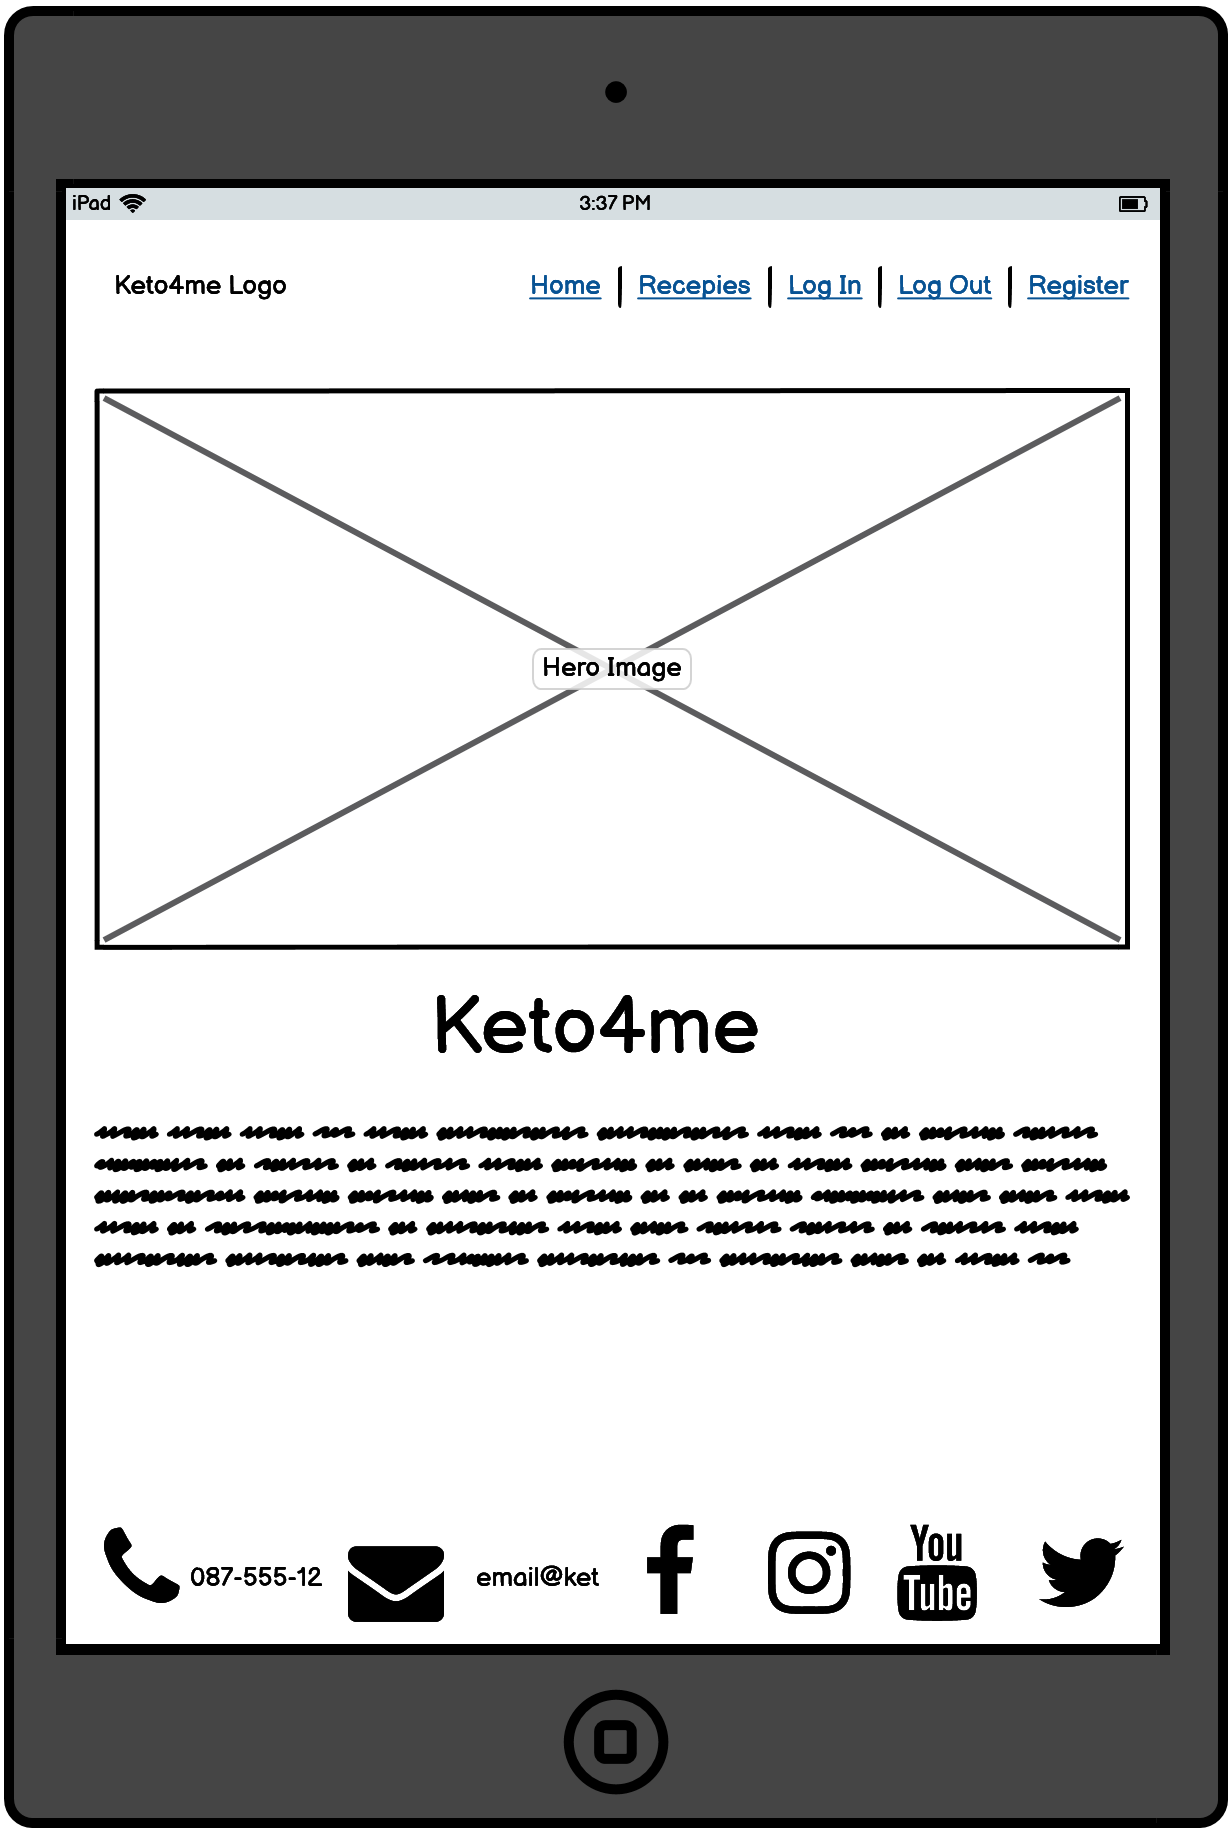 iPad 3:37 PM
Keto4me Logo Home Recepies Log In Log Out Register
Hero Image
Keto4me
087-555-12 email@ket You
Tube